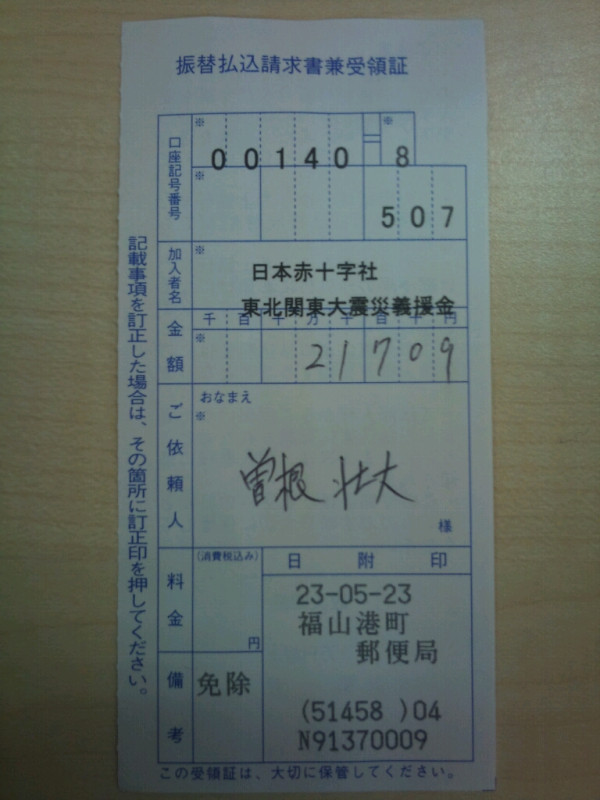 振替払込請求書兼受領証
口座記号番号
※
※
00140
8
※
507
加入者名
※
日本赤十字社
東北関東大震災義援金
金額
千百十万千百十円
※
21709
ご依頼人
おなまえ
※
曽根 壮大
様
料金
(消費税込み)
円
日附印
23-05-23
福山港町
郵便局
(51458 )04
N91370009
備考
免除
記載事項を訂正した場合は、その箇所に訂正印を押してください。
この受領証は、大切に保管してください。